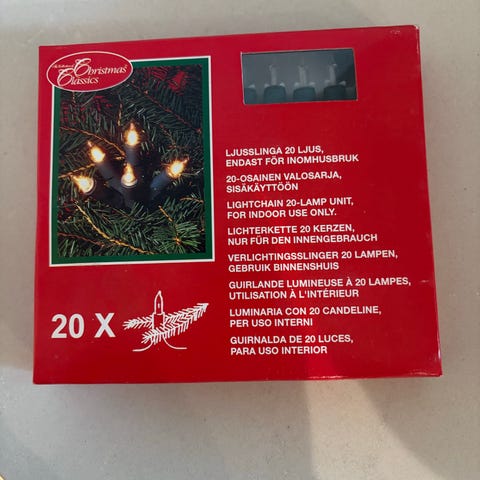 Christmas
Classics
LJUSSLINGA 20 LJUS,
ENDAST FÖR INOMHUSBRUK
20-OSAINEN VALOSARJA,
SISÄKÄYTTÖÖN
LIGHTCHAIN 20-LAMP UNIT,
FOR INDOOR USE ONLY.
LICHTERKETTE 20 KERZEN,
NUR FÜR DEN INNENGEBRAUCH
VERLICHTINGSSLINGER 20 LAMPEN,
GEBRUIK BINNENSHUIS
GUIRLANDE LUMINEUSE À 20 LAMPES,
UTILISATION À L'INTÉRIEUR
LUMINARIA CON 20 CANDELINE,
PER USO INTERNI
GUIRNALDA DE 20 LUCES,
PARA USO INTERIOR
20 X